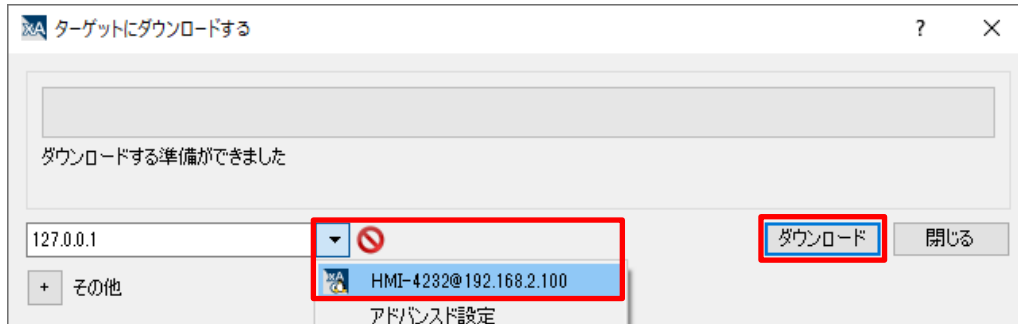 ターゲットにダウンロードする
?
ダウンロードする準備ができました
127.0.0.1
ダウンロード
閉じる
HMI-4232@192.168.2.100
+ その他
アドバンスド設定